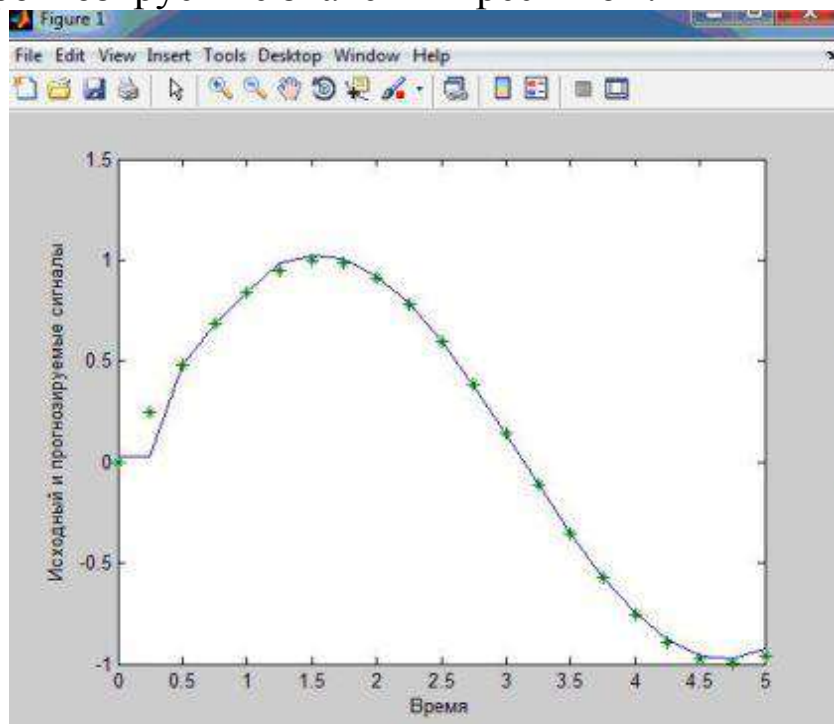 Figure 1
File Edit View Insert Tools Desktop Window Help
1.5
1
0.5
0
-0.5
-1
0 0.5 1 1.5 2 2.5 3 3.5 4 4.5 5
Исходный и прогнозируемые сигналы
Время